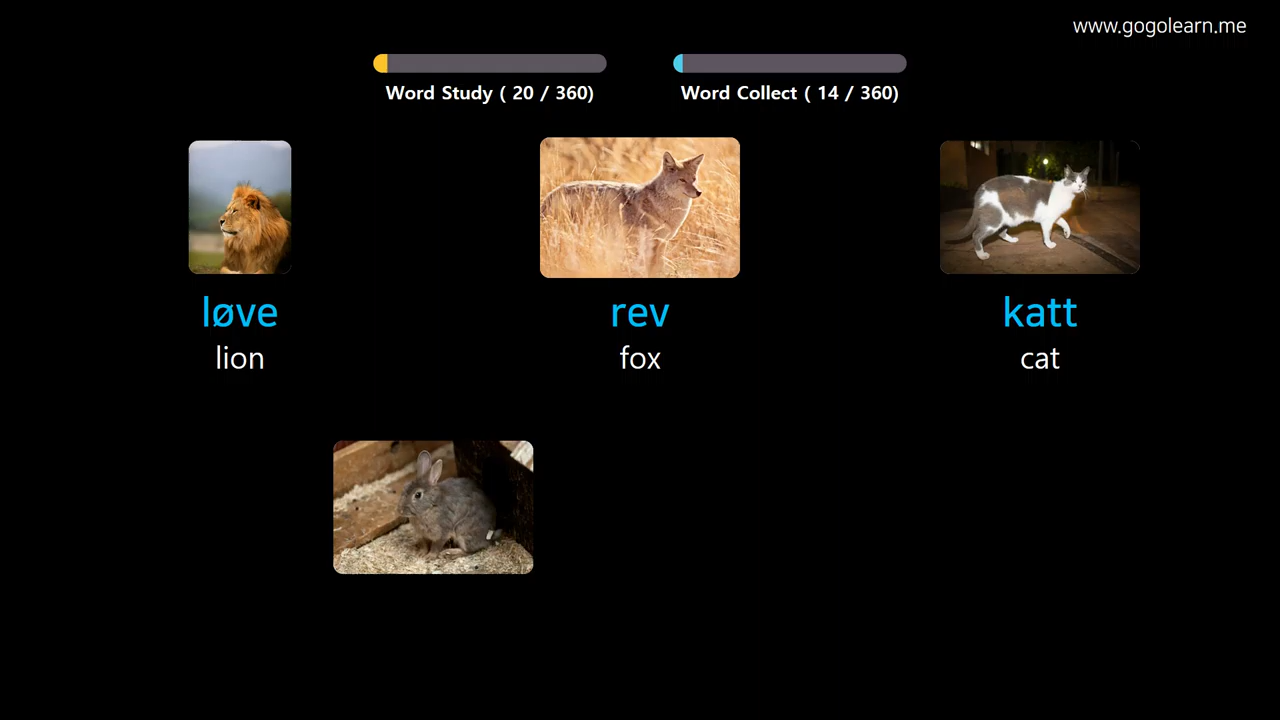 www.gogolearn.me
Word Study ( 20 / 360)
Word Collect ( 14 / 360)
løve
lion
rev
fox
katt
cat